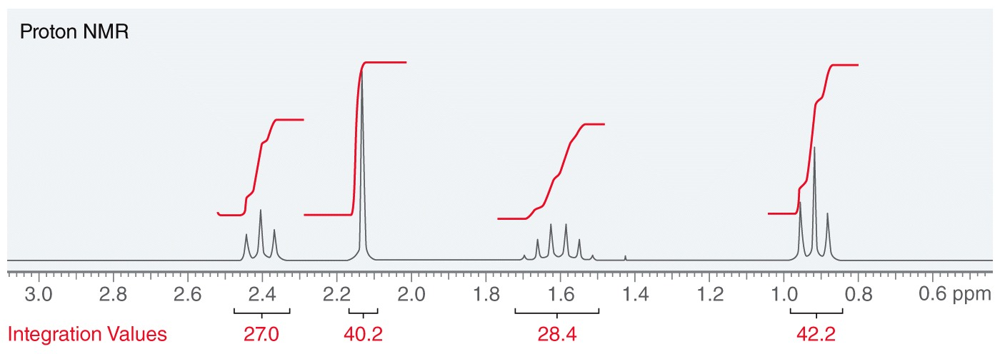 Proton NMR
3.0 2.8 2.6 2.4 2.2 2.0 1.8 1.6 1.4 1.2 1.0 0.8 0.6 ppm
Integration Values 27.0 40.2 28.4 42.2